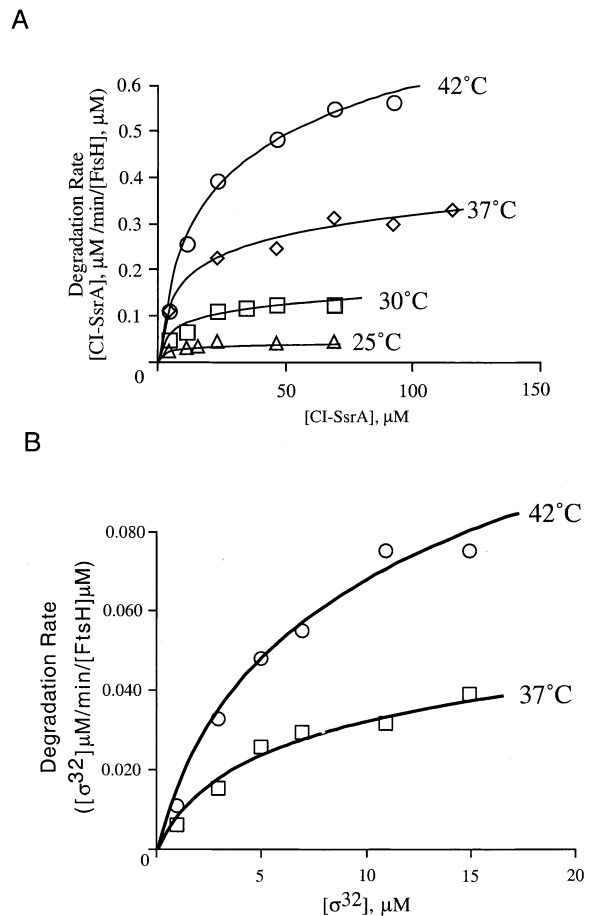 A
0.6
0.5
0.4
0.3
0.2
0.1
0
50
100
150
42˚C
37˚C
30˚C
25˚C
Degradation Rate
[CI-SsrA], µM /min/[FtsH], µM)
[CI-SsrA], µM
B
0.080
0.060
0.040
0.020
0
5
10
15
20
42˚C
37˚C
Degradation Rate
([σ32]µM/min/[FtsH]µM)
[σ32], µM